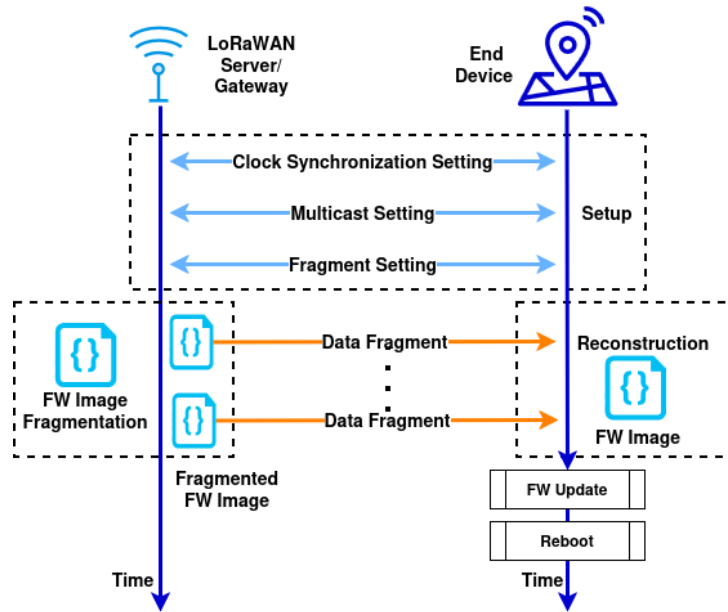 LoRaWAN
Server/
Gateway
End
Device
Clock Synchronization Setting
Multicast Setting
Setup
Fragment Setting
{}
FW Image
Fragmentation
{}
{}
Data Fragment
Data Fragment
Reconstruction
{}
FW Image
Fragmented
FW Image
FW Update
Reboot
Time
Time